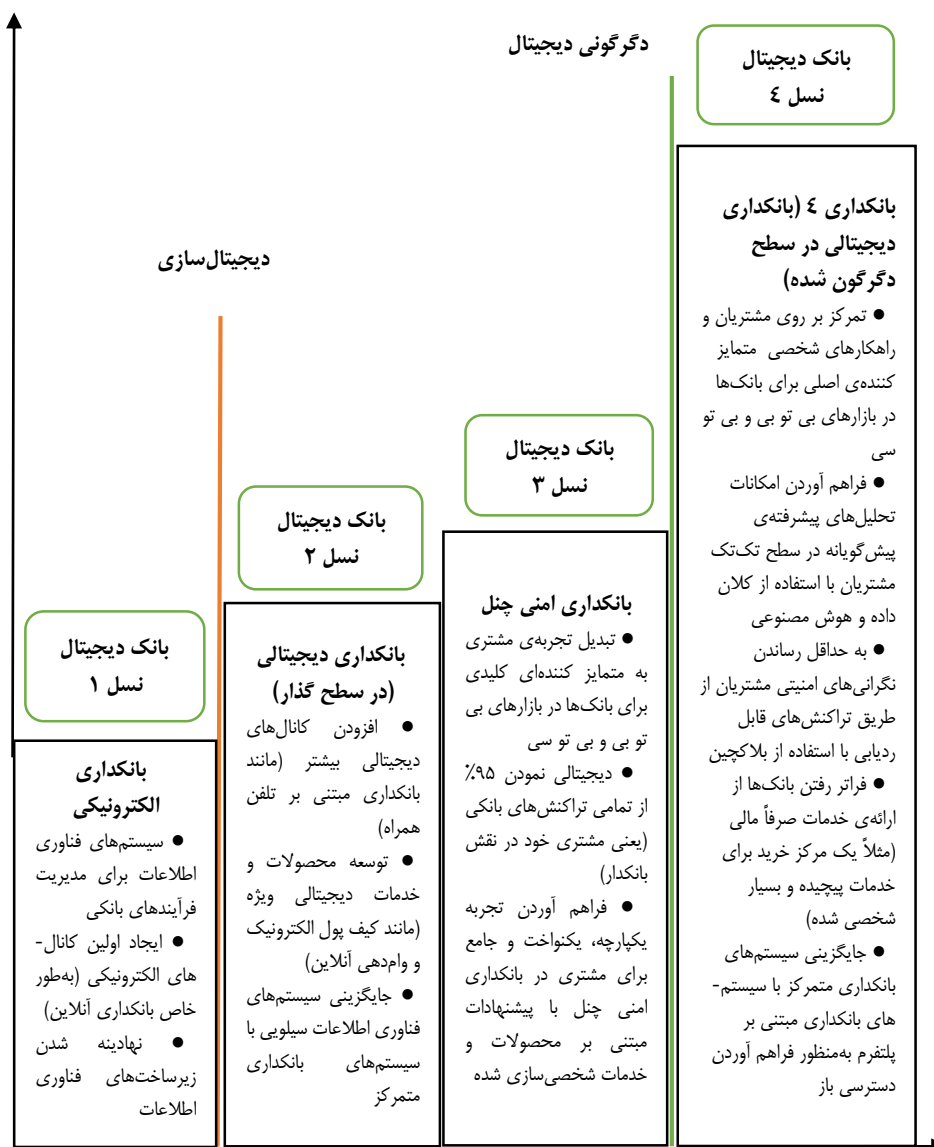 دگرگونی دیجیتال
دیجیتال‌سازی
بانک دیجیتال
نسل ۱
بانکداری
الکترونیکی
● سیستم‌های فناوری
اطلاعات برای مدیریت
فرآیندهای بانکی
● ایجاد اولین کانال-
های الکترونیکی (به‌طور
خاص بانکداری آنلاین)
● نهادینه شدن
زیرساخت‌های فناوری
اطلاعات
بانک دیجیتال
نسل ۲
بانکداری دیجیتالی
(در سطح گذار)
● افزودن کانال‌های
دیجیتالی بیشتر (مانند
بانکداری مبتنی بر تلفن
همراه)
● توسعه محصولات و
خدمات دیجیتالی ویژه
(مانند کیف پول الکترونیک
و وام‌دهی آنلاین)
● جایگزینی سیستم‌های
فناوری اطلاعات سیلویی با
سیستم‌های بانکداری
متمرکز
بانک دیجیتال
نسل ۳
بانکداری امنی چنل
● تبدیل تجربه‌ی مشتری
به متمایز کننده‌ای کلیدی
برای بانک‌ها در بازارهای بی
تو بی و بی تو سی
● دیجیتالی نمودن ۹۵٪
از تمامی تراکنش‌های بانکی
(یعنی مشتری خود در نقش
بانکدار)
● فراهم آوردن تجربه
یکپارچه، یکنواخت و جامع
برای مشتری در بانکداری
امنی چنل با پیشنهادات
مبتنی بر محصولات و
خدمات شخصی‌سازی شده
بانک دیجیتال
نسل ٤
بانکداری ٤ (بانکداری
دیجیتالی در سطح
دگرگون شده)
● تمرکز بر روی مشتریان و
راهکارهای شخصی متمایز
کننده‌ی اصلی برای بانک‌ها
در بازارهای بی تو بی و بی تو
سی
● فراهم آوردن امکانات
تحلیل‌های پیشرفته‌ی
پیش‌گویانه در سطح تک‌تک
مشتریان با استفاده از کلان
داده و هوش مصنوعی
● به حداقل رساندن
نگرانی‌های امنیتی مشتریان از
طریق تراکنش‌های قابل
ردیابی با استفاده از بلاکچین
● فراتر رفتن بانک‌ها از
ارائه‌ی خدمات صرفاً مالی
(مثلاً یک مرکز خرید برای
خدمات پیچیده و بسیار
شخصی شده)
● جایگزینی سیستم‌های
بانکداری متمرکز با سیستم-
های بانکداری مبتنی بر
پلتفرم به‌منظور فراهم آوردن
دسترسی باز